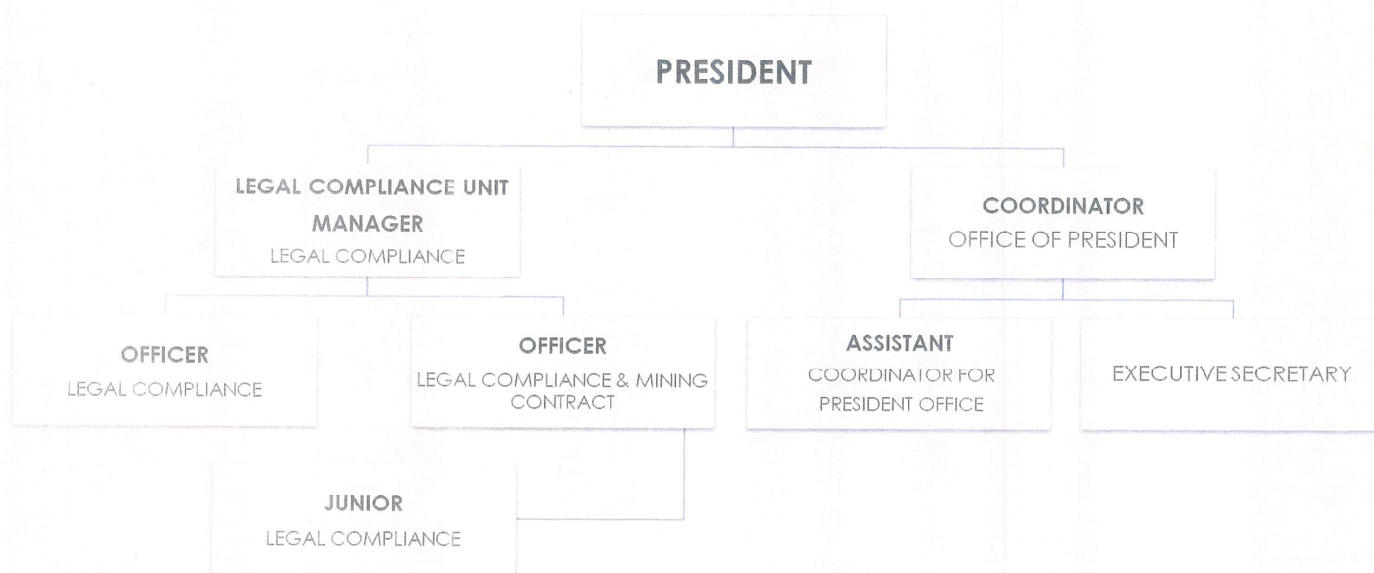 PRESIDENT
LEGAL COMPLIANCE UNIT
MANAGER
LEGAL COMPLIANCE
COORDINATOR
OFFICE OF PRESIDENT
OFFICER
LEGAL COMPLIANCE
OFFICER
LEGAL COMPLIANCE & MINING
CONTRACT
ASSISTANT
COORDINATOR FOR
PRESIDENT OFFICE
EXECUTIVE SECRETARY
JUNIOR
LEGAL COMPLIANCE